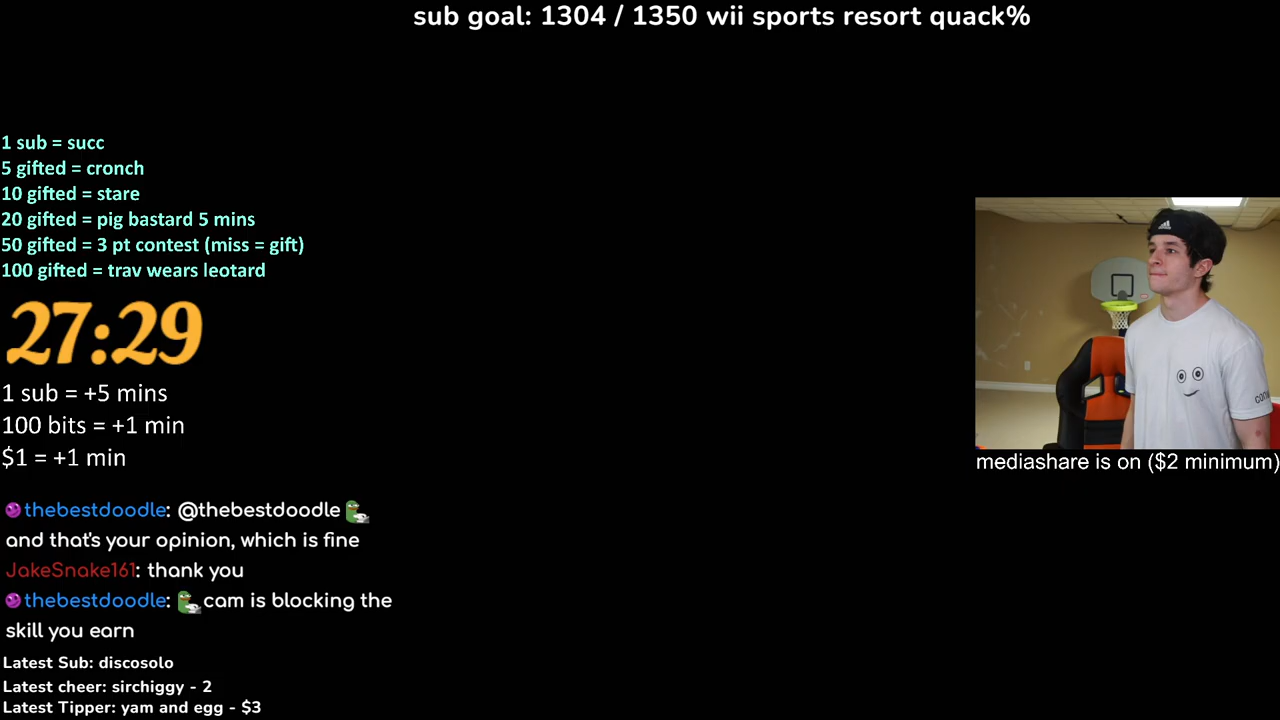 sub goal: 1304 / 1350 wii sports resort quack%
1 sub = succ
5 gifted = cronch
10 gifted = stare
20 gifted = pig bastard 5 mins
50 gifted = 3 pt contest (miss = gift)
100 gifted = trav wears leotard
27:29
1 sub = +5 mins
100 bits = +1 min
$1 = +1 min
mediashare is on ($2 minimum)
thebestdoodle: @thebestdoodle
and that's your opinion, which is fine
JakeSnake161: thank you
thebestdoodle: cam is blocking the
skill you earn
Latest Sub: discosolo
Latest cheer: sirchiggy - 2
Latest Tipper: yam and egg - $3